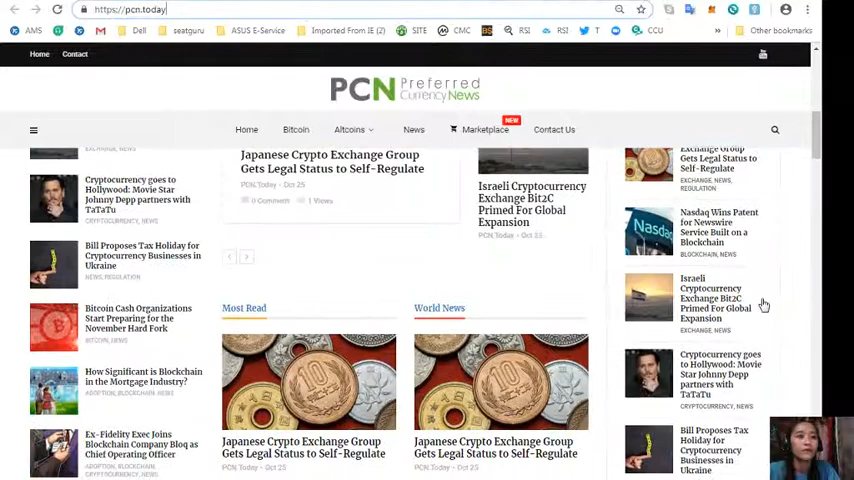 https://pcn.today
AMS
Dell
seatguru
ASUS E-Service
Imported From IE (2)
SITE
CMC
BS
RSI
RSI
T
CCU
Other bookmarks
Home
Contact
PCN Preferred
Currency News
NEW
Home
Bitcoin
Altcoins
News
Marketplace
Contact Us
EXCHANGE, NEWS
Cryptocurrency goes
to Hollywood: Movie
Star Johnny Depp
partners with
TaTaTu
CRYPTOCURRENCY, NEWS
Bill Proposes Tax Holiday for
Cryptocurrency Businesses in
Ukraine
NEWS, REGULATION
Bitcoin Cash Organizations
Start Preparing for the
November Hard Fork
BITCOIN, NEWS
How Significant is Blockchain
in the Mortgage Industry?
ADOPTION, BLOCKCHAIN, NEWS
Ex-Fidelity Exec Joins
Blockchain Company Bloq as
Chief Operating Officer
ADOPTION, BLOCKCHAIN,
CRYPTOCURRENCY, NEWS
Japanese Crypto Exchange Group
Gets Legal Status to Self-Regulate
PCN.Today - Oct 25
0 Comment
1 Views
Israeli Cryptocurrency
Exchange Bit2C
Primed For Global
Expansion
PCN.Today - Oct 25
Most Read
Japanese Crypto Exchange Group
Gets Legal Status to Self-Regulate
PCN.Today - Oct 25
World News
Japanese Crypto Exchange Group
Gets Legal Status to Self-Regulate
PCN.Today - Oct 25
Exchange Group
Gets Legal Status to
Self-Regulate
EXCHANGE, NEWS,
REGULATION
Nasdaq
Nasdaq Wins Patent
for Newswire
Service Built on a
Blockchain
BLOCKCHAIN, NEWS
Israeli
Cryptocurrency
Exchange Bit2C
Primed For Global
Expansion
EXCHANGE, NEWS
Cryptocurrency goes
to Hollywood: Movie
Star Johnny Depp
partners with
TaTaTu
CRYPTOCURRENCY, NEWS
Bill Proposes Tax
Holiday for
Cryptocurrency
Businesses in
Ukraine